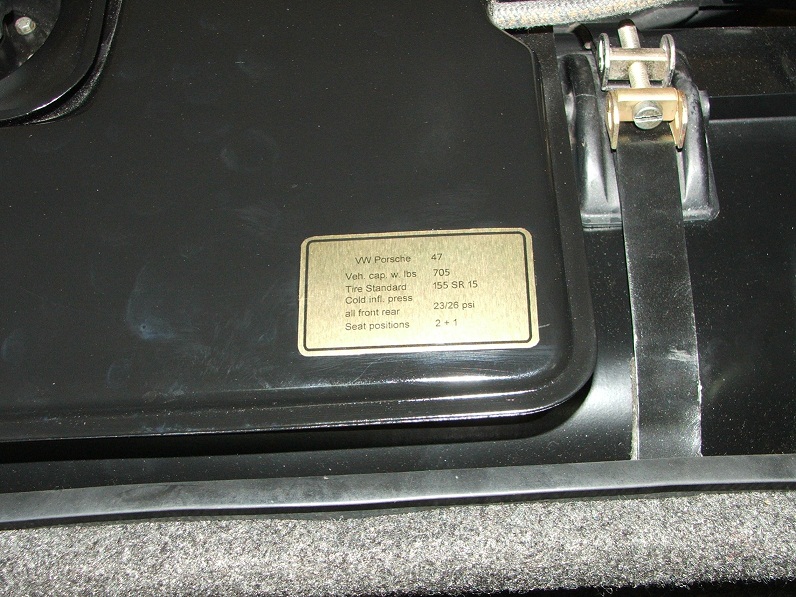 VW Porsche 47
Veh. cap. w. lbs 705
Tire Standard 155 SR 15
Cold infl. press
all front rear 23/26 psi
Seat positions 2 + 1